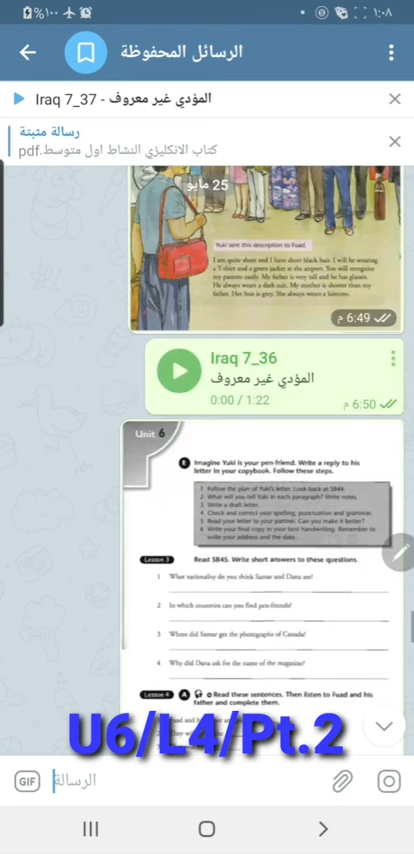 %١٠٠
١:٠٨
الرسائل المحفوظة
Iraq 7_37 - المؤدي غير معروف
رسالة مثبتة
كتاب الانكليزي النشاط اول متوسط.pdf
25 مايو
Yuki sent this description to Fuad.
I am quite short and I have short black hair. I will be wearing
a T-shirt and a green jacket at the airport. You will recognize
my parents easily. My father is very tall and he has glasses.
He always wears a dark suit. My mother is shorter than my
father. Her hair is grey. She always wears a kimono.
6:49 م
Iraq 7_36
المؤدي غير معروف
0:00 / 1:22
6:50 م
Unit 6
E Imagine Yuki is your pen-friend. Write a reply to his
letter in your copybook. Follow these steps.
1 Follow the plan of Yuki's letter. Look back at SB44.
2 What will you tell Yuki in each paragraph? Write notes.
3 Write a draft letter.
4 Check and correct your spelling, punctuation and grammar.
5 Read your letter to your partner. Can you make it better?
6 Write your final copy in your best handwriting. Remember to
write your address and the date.
Lesson 3 Read SB45. Write short answers to these questions.
1 What nationality do you think Samar and Dana are?
2 In which countries can you find pen-friends?
3 Where did Samar get the photographs of Canada?
4 Why did Dana ask for the name of the magazine?
Lesson 4 A Read these sentences. Then listen to Fuad and his
father and complete them.
U6/L4/Pt.2
GIF
الرسالة